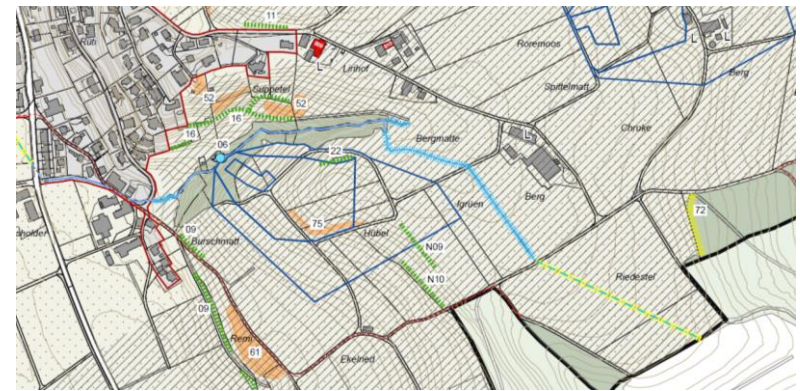 11
Rüti
Roremoos
Linhof
L
L
Berg
Suppetel
Spittelmatt
52
52
16
16
Chruke
06
Bergmatte
L
22
Igrüen
Berg
72
75
Hübel
09
Burschmatt
N09
Riedestel
N10
09
Remi
61
Ekelried